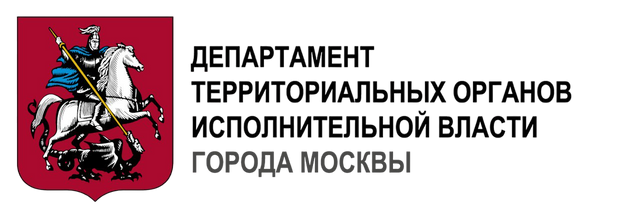 ДЕПАРТАМЕНТ
ТЕРРИТОРИАЛЬНЫХ ОРГАНОВ
ИСПОЛНИТЕЛЬНОЙ ВЛАСТИ
ГОРОДА МОСКВЫ